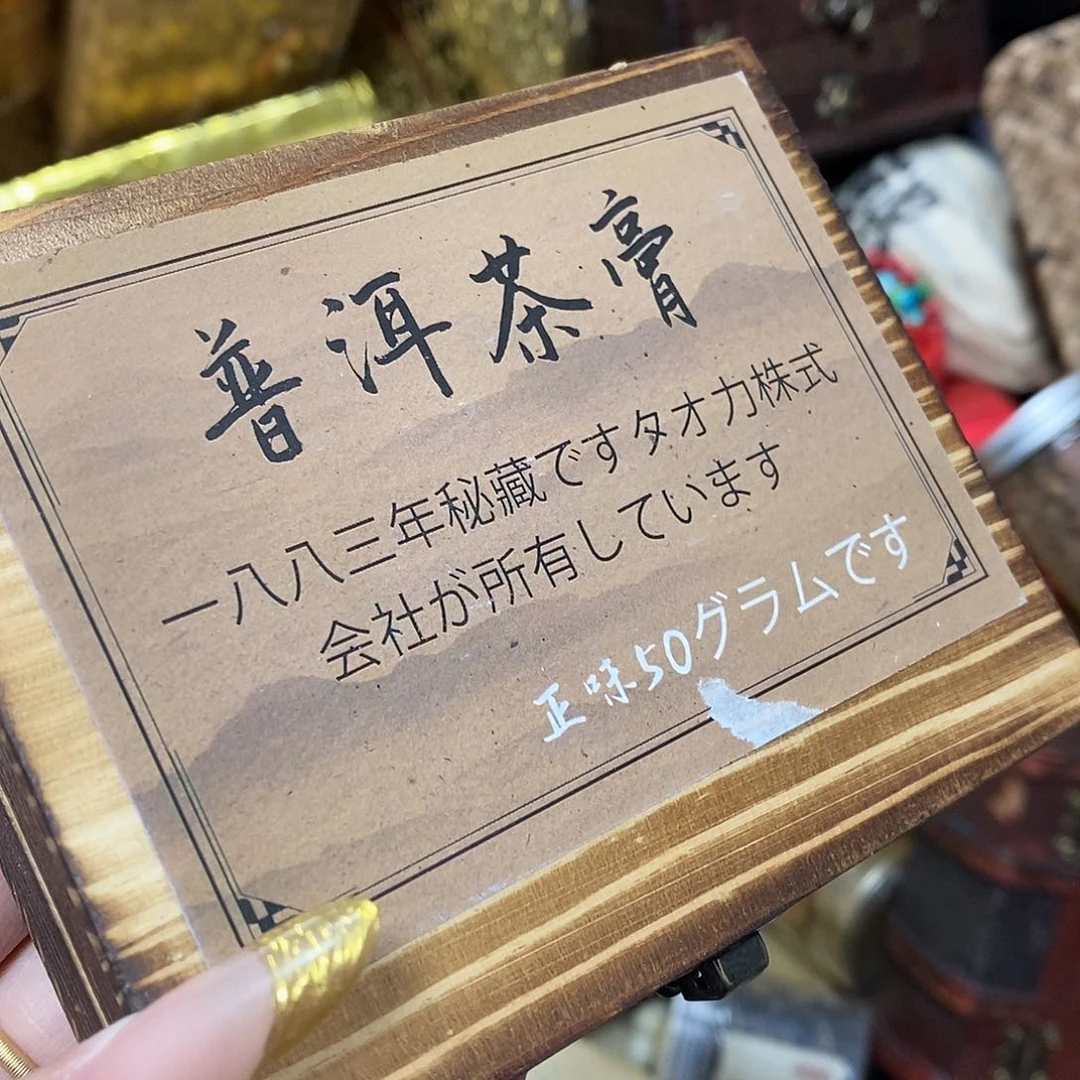 普洱茶膏
一八八三年秘藏ですタオカ株式
会社が所有しています
正味50グラムです